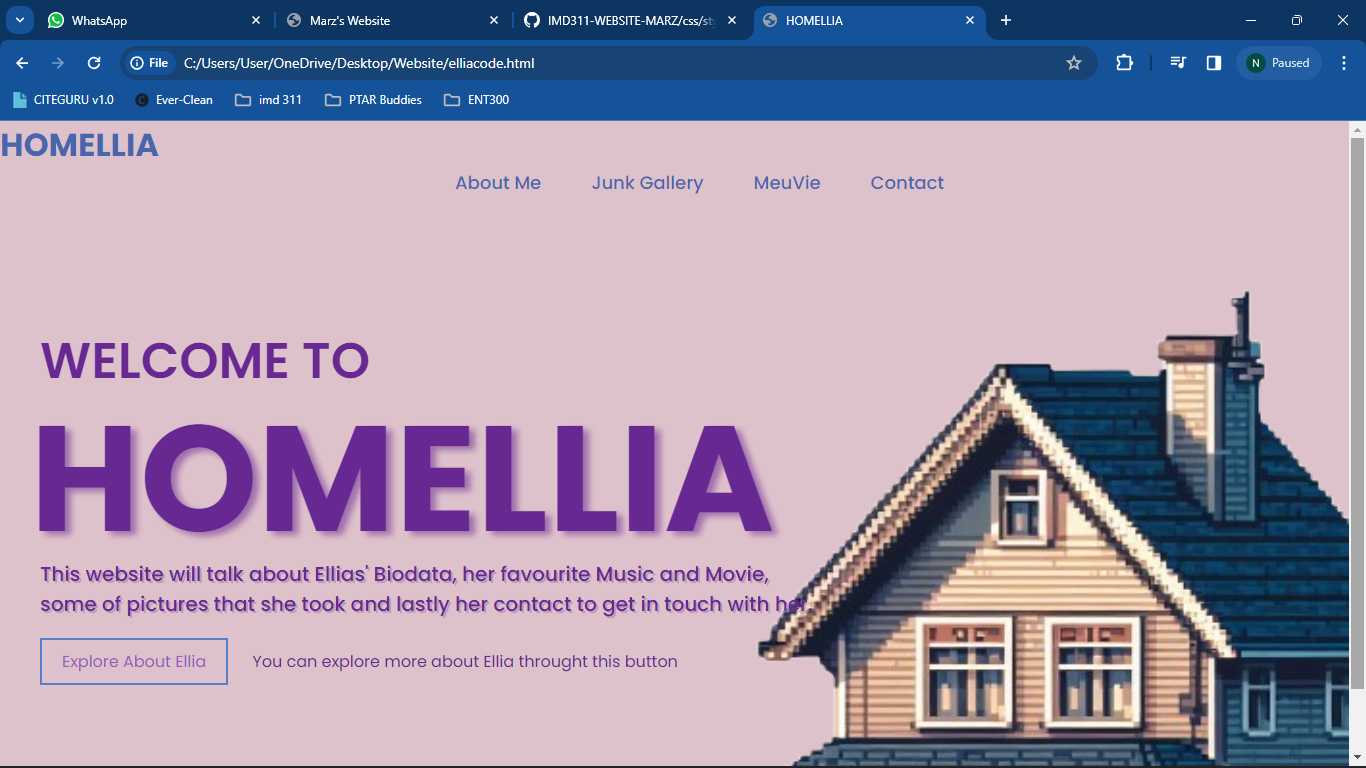 WhatsApp
Marz's Website
IMD311-WEBSITE-MARZ/css/st
HOMELLIA
File C:/Users/User/OneDrive/Desktop/Website/elliacode.html
N Paused
CITEGURU v1.0
Ever-Clean
imd 311
PTAR Buddies
ENT300
HOMELLIA
About Me Junk Gallery MeuVie Contact
WELCOME TO
HOMELLIA
This website will talk about Ellias' Biodata, her favourite Music and Movie,
some of pictures that she took and lastly her contact to get in touch with her.
Explore About Ellia You can explore more about Ellia throught this button